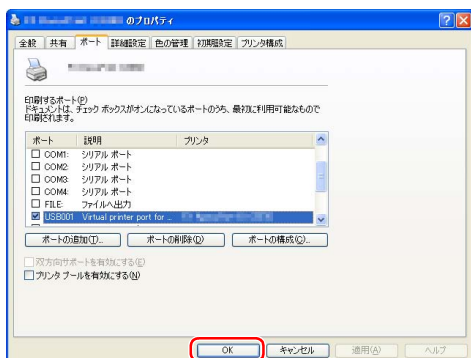 のプロパティ
全般 共有 ポート 詳細設定 色の管理 初期設定 プリンタ構成
印刷するポート(P)
ドキュメントは、チェック ボックスがオンになっているポートのうち、最初に利用可能なもので
印刷されます。
ポート 説明 プリンタ
COM1: シリアル ポート
COM2: シリアル ポート
COM3: シリアル ポート
COM4: シリアル ポート
FILE: ファイルへ出力
USB001 Virtual printer port for ...
ポートの追加(T)... ポートの削除(D) ポートの構成(C)...
双方向サポートを有効にする(E)
プリンタ プールを有効にする(N)
OK キャンセル 適用(A) ヘルプ